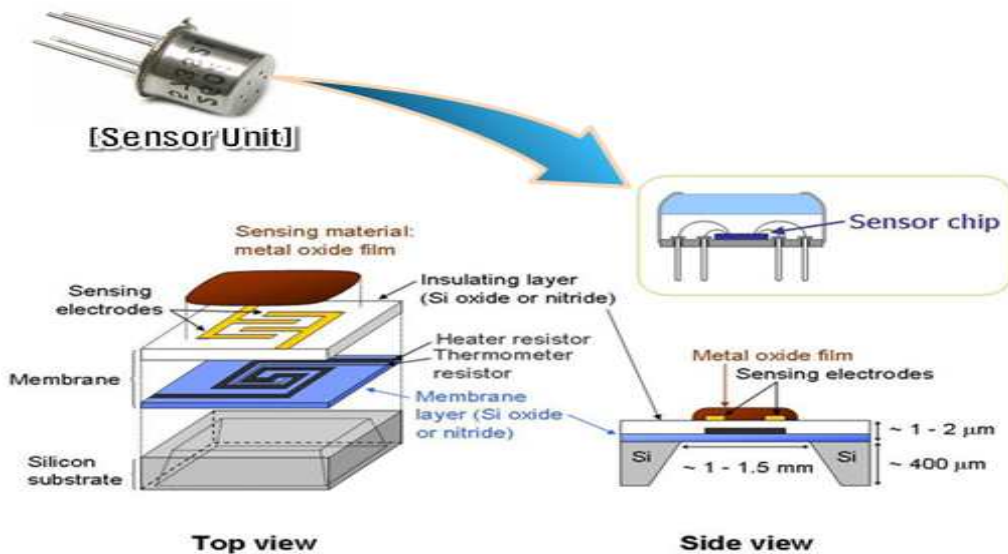 [Sensor Unit]
Sensor chip
Sensing material:
metal oxide film
Sensing
electrodes
Insulating layer
(Si oxide or nitride)
Heater resistor
Thermometer
resistor
Membrane
Membrane
layer (Si oxide
or nitride)
Silicon
substrate
Top view
Metal oxide film
Sensing electrodes
~ 1 - 2 μm
Si
~ 1 - 1.5 mm
Si
~ 400 μm
Side view